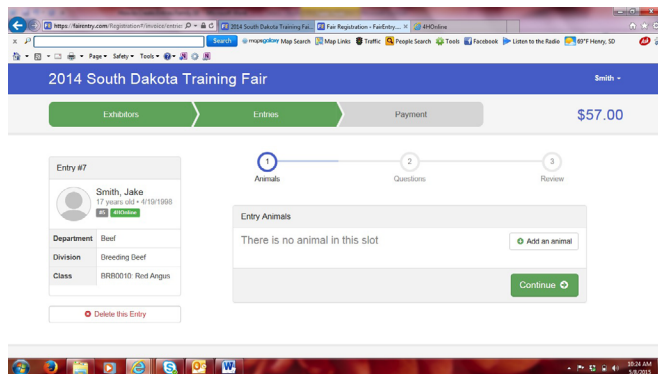 https://fairentry.com/Registration#/invoice/entries
2014 South Dakota Training Fai...
Fair Registration - FairEntry....
4HOnline
Search
mapsgalaxy
Map Search
Map Links
Traffic
People Search
Tools
Facebook
Listen to the Radio
69°F Henry, SD
Page
Safety
Tools
2014 South Dakota Training Fair
Smith
Exhibitors
Entries
Payment
$57.00
Entry #7
Smith, Jake
17 years old • 4/19/1998
#5
4HOnline
Department Beef
Division Breeding Beef
Class BRB0010: Red Angus
Delete this Entry
1
2
3
Animals
Questions
Review
Entry Animals
There is no animal in this slot
Add an animal
Continue
10:24 AM
5/8/2015